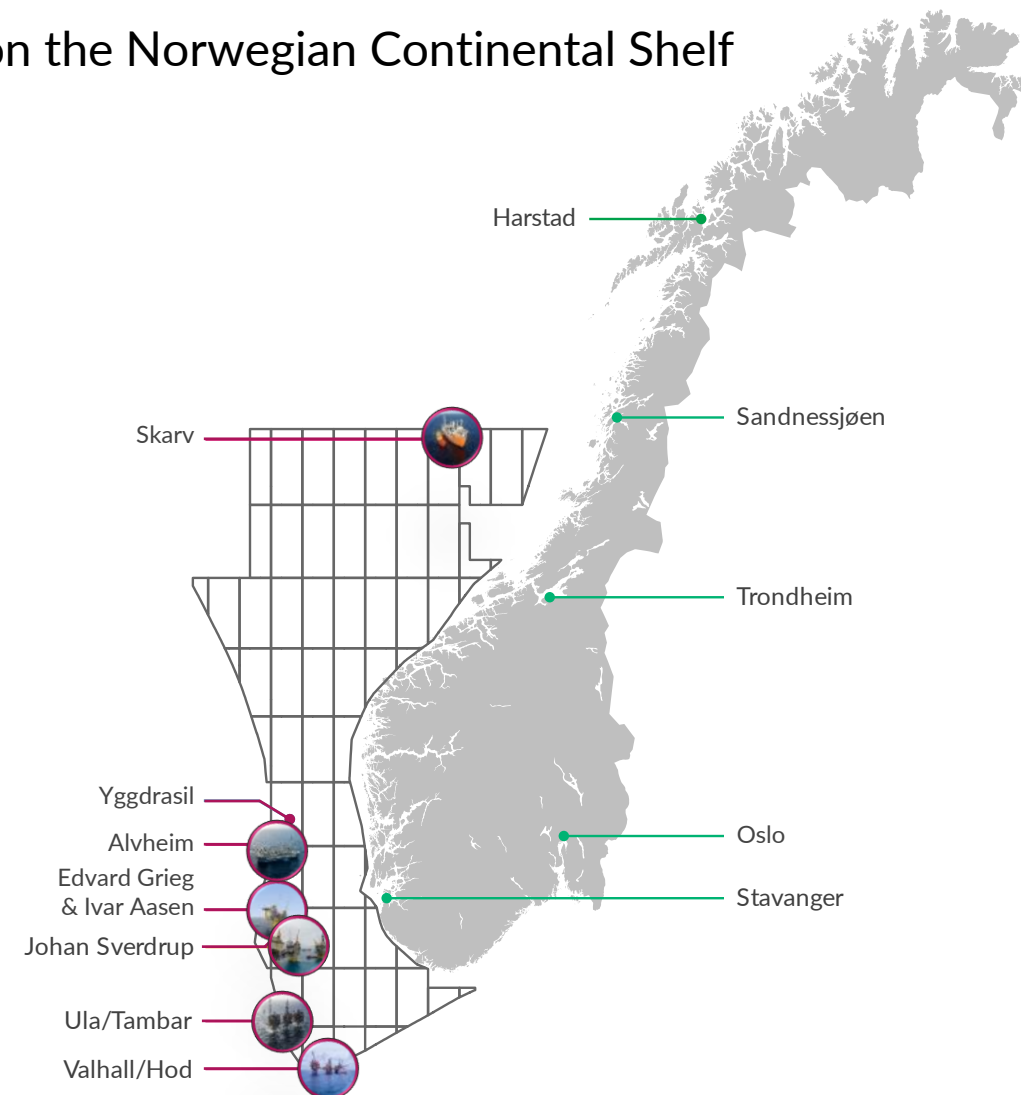 on the Norwegian Continental Shelf
Harstad
Sandnessjøen
Skarv
Trondheim
Yggdrasil
Alvheim
Oslo
Edvard Grieg
& Ivar Aasen
Stavanger
Johan Sverdrup
Ula/Tambar
Valhall/Hod